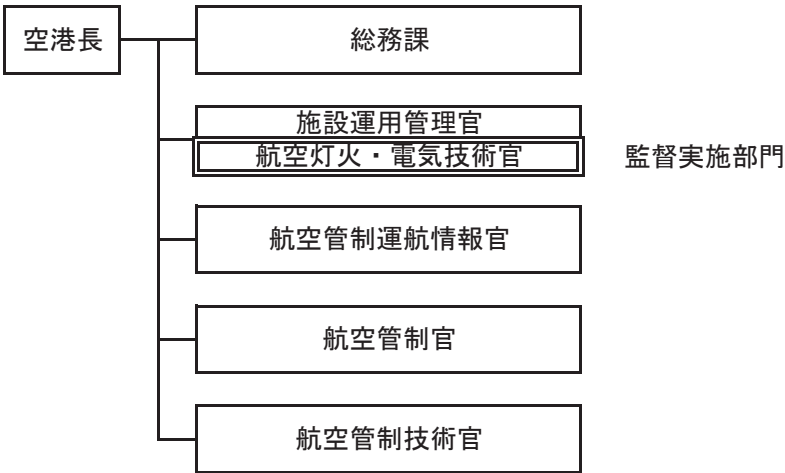 空港長
総務課
施設運用管理官
航空灯火・電気技術官
監督実施部門
航空管制運航情報官
航空管制官
航空管制技術官